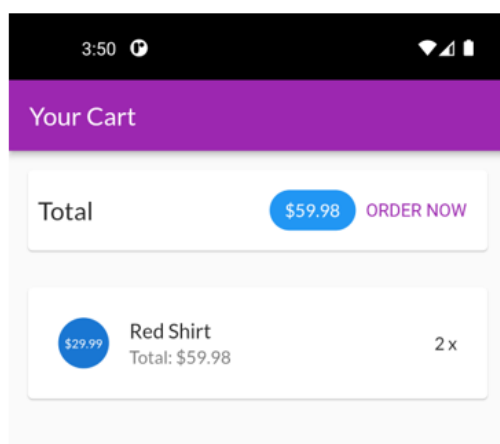 3:50
Your Cart
Total $59.98 ORDER NOW
$29.99 Red Shirt 2 x
Total: $59.98